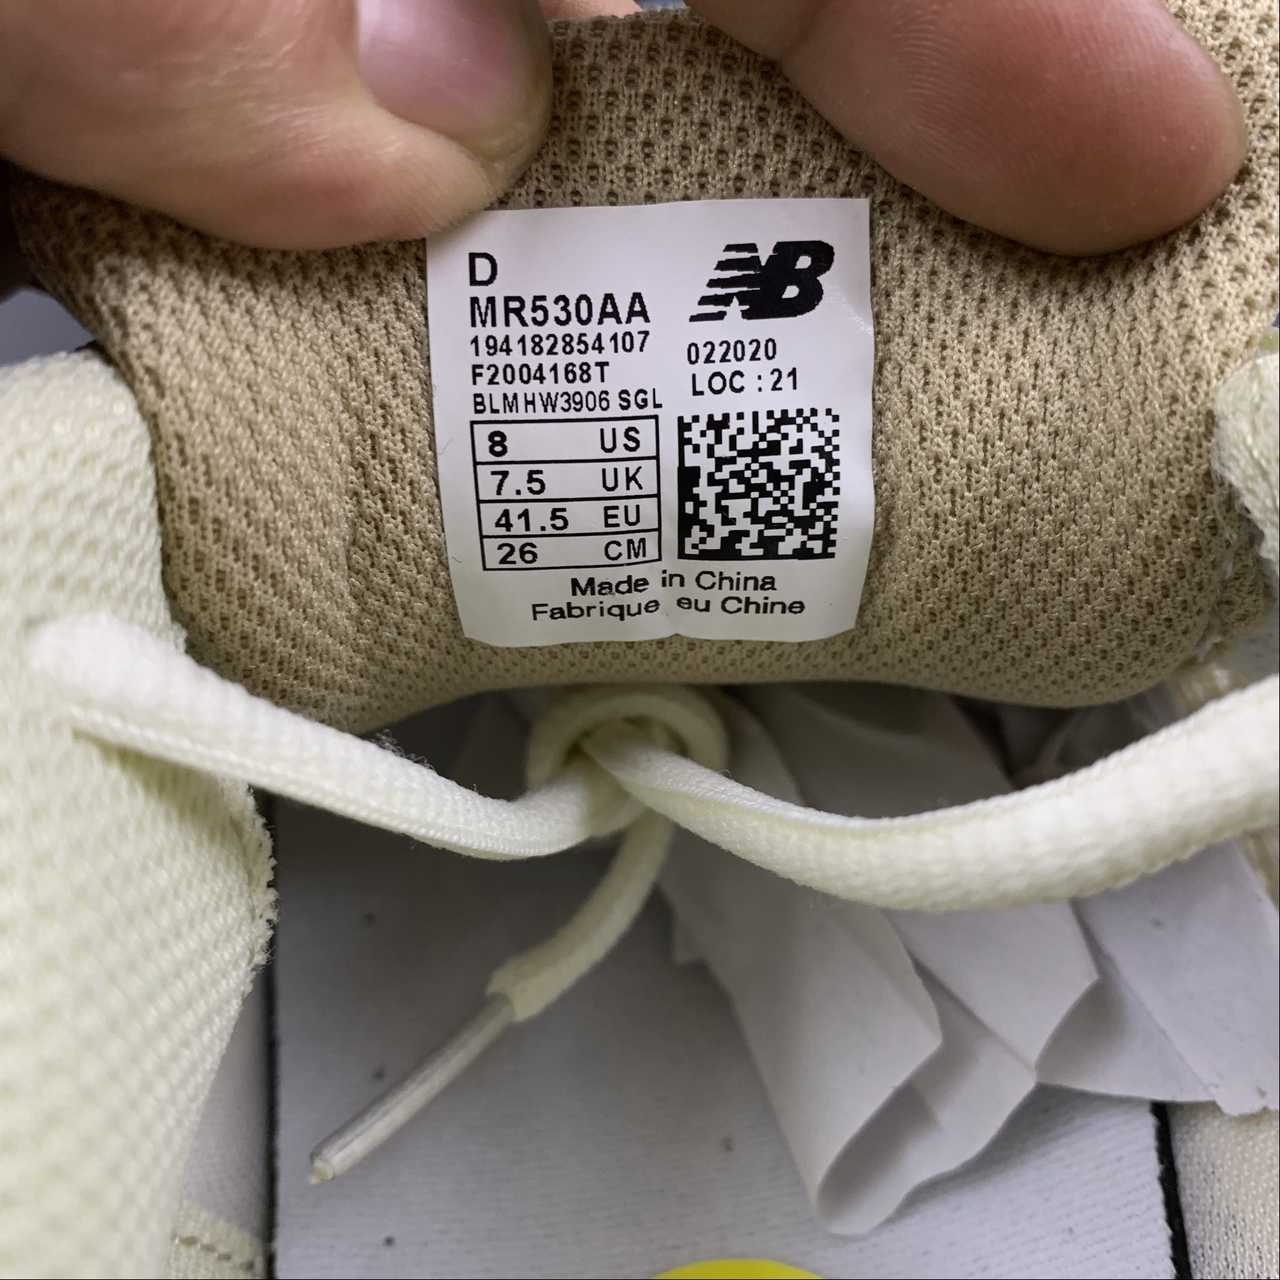 D
NB
MR530AA
194182854107
022020
F2004168T
LOC : 21
BLMHW3906 SGL
8 US
7.5 UK
41.5 EU
26 CM
Made in China
Fabrique eu Chine